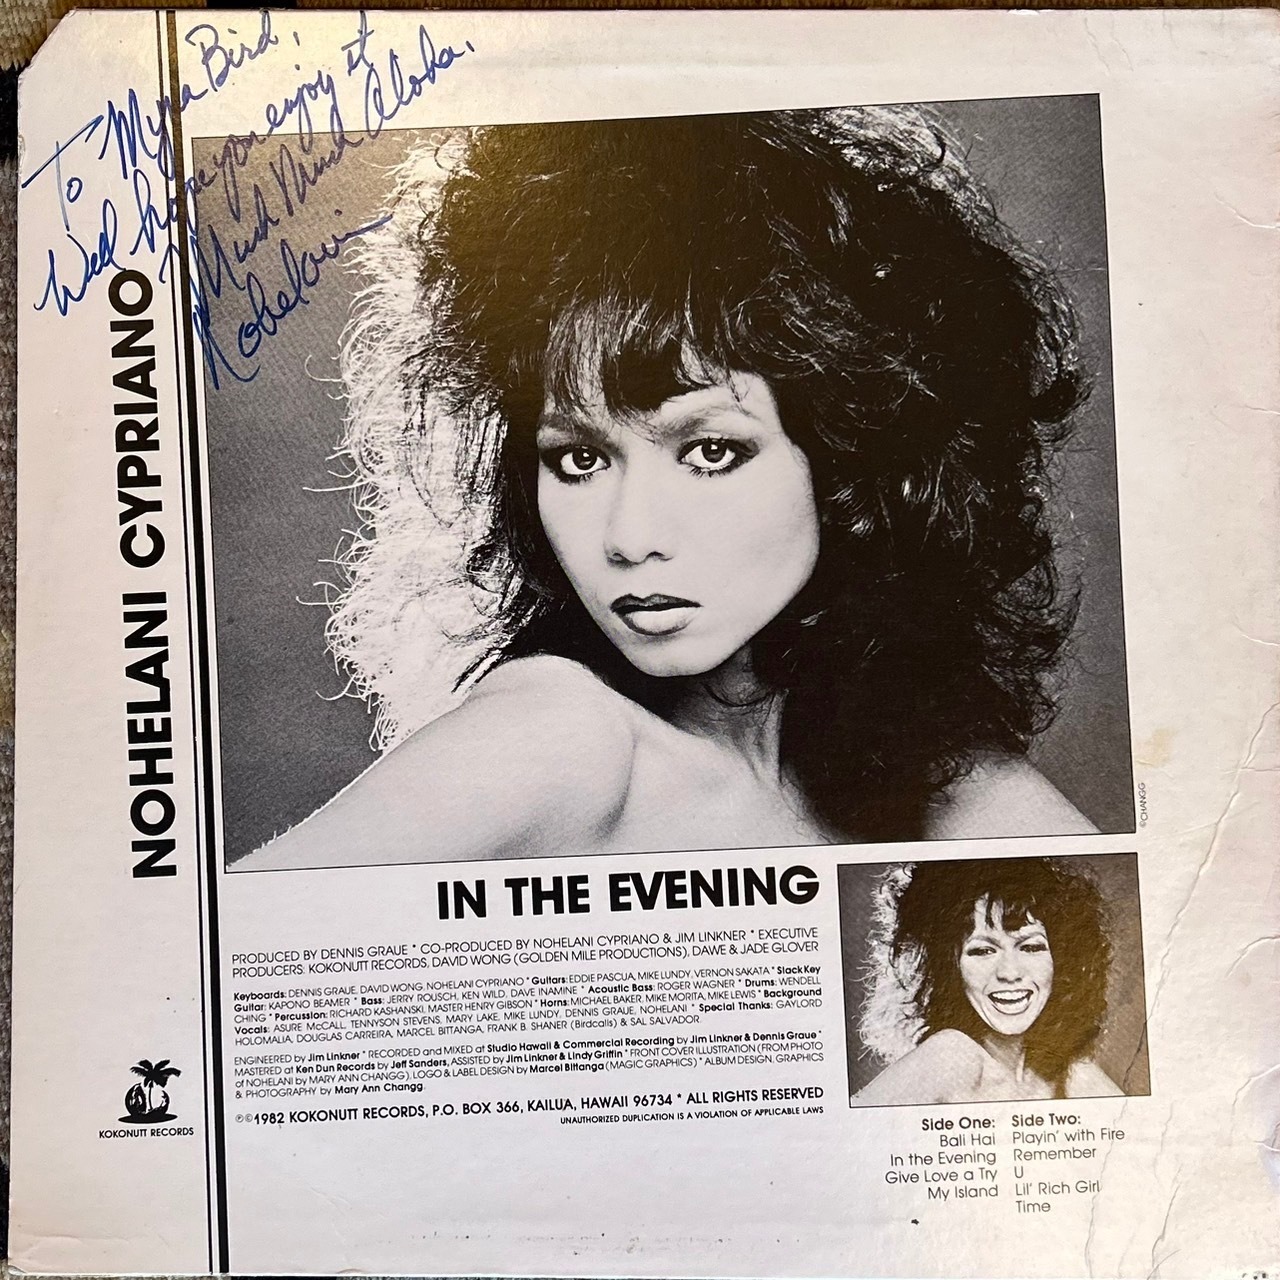 To Myra Bird,
Well hope you enjoy it
Much Much Aloha,
Nohelani
NOHELANI CYPRIANO
©CHANGG
IN THE EVENING
PRODUCED BY DENNIS GRAUE * CO-PRODUCED BY NOHELANI CYPRIANO & JIM LINKNER * EXECUTIVE
PRODUCERS: KOKONUTT RECORDS, DAVID WONG (GOLDEN MILE PRODUCTIONS), DAWE & JADE GLOVER
Keyboards: DENNIS GRAUE, DAVID WONG, NOHELANI CYPRIANO * Guitars: EDDIE PASCUA, MIKE LUNDY, VERNON SAKATA * Slack Key
Guitar: KAPONO BEAMER * Bass: JERRY ROUSCH, KEN WILD, DAVE INAMINE * Acoustic Bass: ROGER WAGNER * Drums: WENDELL
CHING * Percussion: RICHARD KASHANSKI, MASTER HENRY GIBSON * Horns: MICHAEL BAKER, MIKE MORITA, MIKE LEWIS * Background
Vocals: ASURE McCALL, TENNYSON STEVENS, MARY LAKE, MIKE LUNDY, DENNIS GRAUE, NOHELANI * Special Thanks: GAYLORD
HOLOMALIA, DOUGLAS CARREIRA, MARCEL BITTANGA, FRANK B. SHANER (Birdcalls) & SAL SALVADOR
ENGINEERED by Jim Linkner * RECORDED and MIXED at Studio Hawaii & Commercial Recording by Jim Linkner & Dennis Graue *
MASTERED at Ken Dun Records by Jeff Sanders, ASSISTED by Jim Linkner & Lindy Griffin * FRONT COVER ILLUSTRATION (FROM PHOTO
of NOHELANI by MARY ANN CHANGG). LOGO & LABEL DESIGN by Marcel Bittanga (MAGIC GRAPHICS) * ALBUM DESIGN, GRAPHICS
& PHOTOGRAPHY by Mary Ann Changg.
℗©1982 KOKONUTT RECORDS, P.O. BOX 366, KAILUA, HAWAII 96734 * ALL RIGHTS RESERVED
UNAUTHORIZED DUPLICATION IS A VIOLATION OF APPLICABLE LAWS
KOKONUTT RECORDS
Side One:
Bali Hai
In the Evening
Give Love a Try
My Island
Side Two:
Playin' with Fire
Remember
U
Lil' Rich Girl
Time